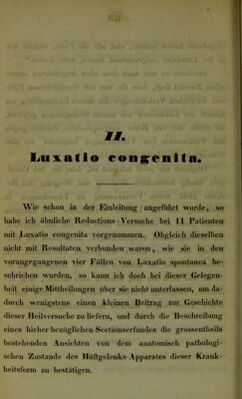 II.
Luxatio congenita.
Wie schon in der Einleitung angeführt wurde, so
habe ich ähnliche Reductions-Versuche bei 11 Patienten
mit Luxatio congenita vorgenommen. Obgleich dieselben
nicht mit Resultaten verbunden waren, wie sie in den
vorangegangenen vier Fällen von Luxatio spontanea be-
schrieben wurden, so kann ich doch bei dieser Gelegen-
heit einige Mittheilungen über sie nicht unterlassen, um da-
durch wenigstens einen kleinen Beitrag zur Geschichte
dieser Heilversuche zu liefern, und durch die Beschreibung
eines hieher bezüglichen Sectionserfundes die grossentheils
bestehenden Ansichten von dem anatomisch pathologi-
schen Zustande des Hüftgelenks-Apparates dieser Krank-
heitsform zu bestätigen.